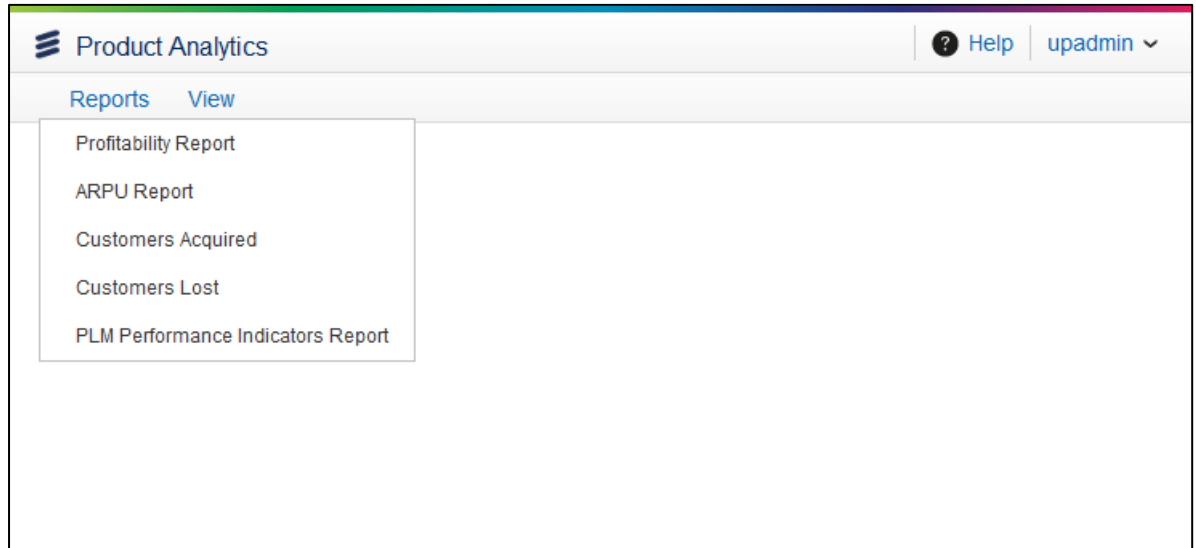 Product Analytics
Help upadmin
Reports View
Profitability Report
ARPU Report
Customers Acquired
Customers Lost
PLM Performance Indicators Report